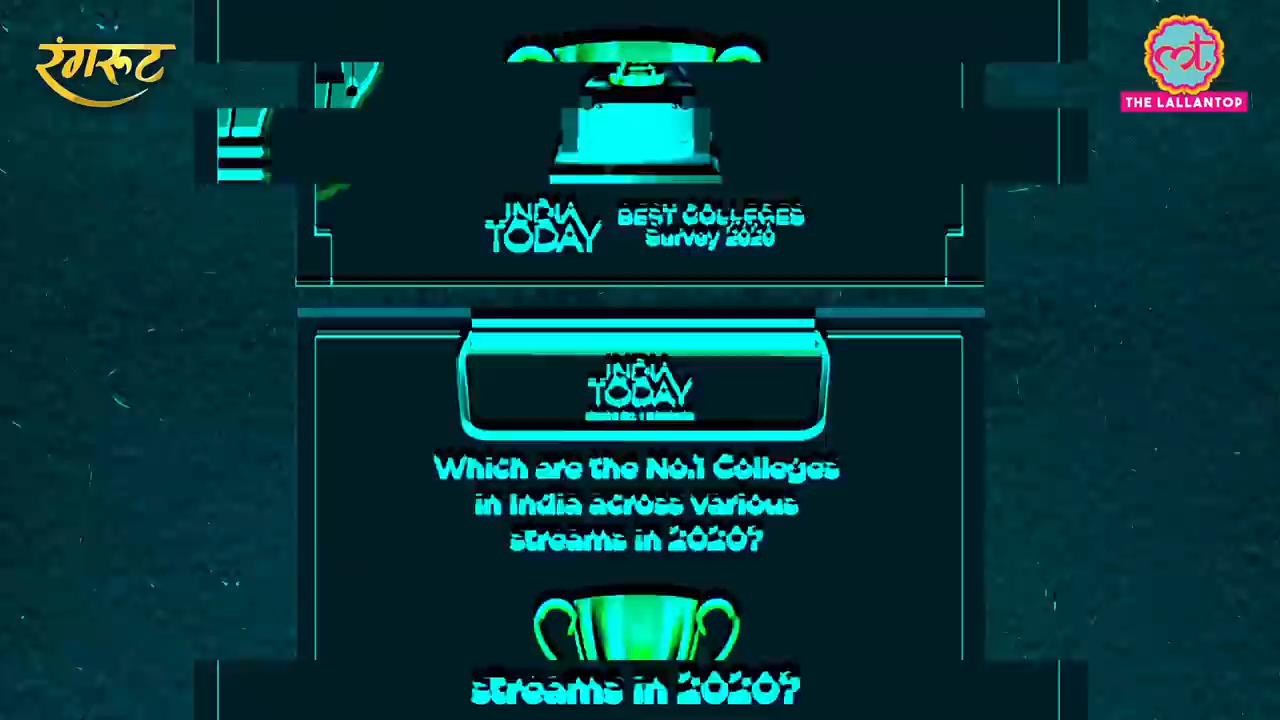 रंगरूट
mt
THE LALLANTOP
INDIA
TODAY
BEST COLLEGES
Survey 2020
INDIA
TODAY
Which are the No.1 Colleges
in India across various
streams in 2020?
streams in 2020?